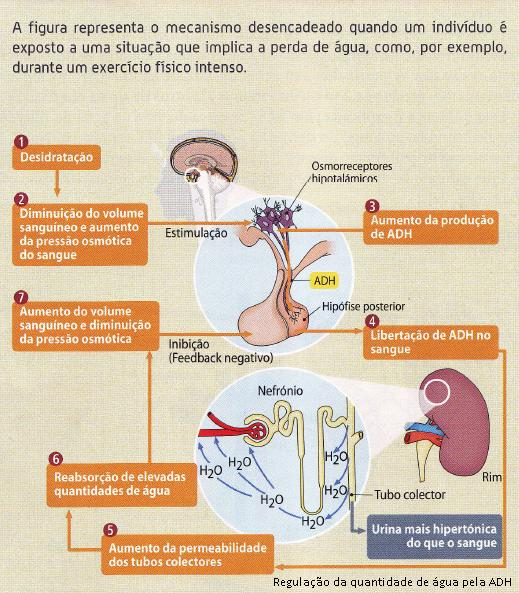 A figura representa o mecanismo desencadeado quando um indivíduo é
exposto a uma situação que implica a perda de água, como, por exemplo,
durante um exercício físico intenso.
1
Desidratação
Osmorreceptores
hipotalámicos
2
Diminuição do volume
sanguíneo e aumento
da pressão osmótica
do sangue
Estimulação
3
Aumento da produção
de ADH
ADH
Hipófise posterior
7
Aumento do volume
sanguíneo e diminuição
da pressão osmótica
Inibição
(Feedback negativo)
4
Libertação de ADH no
sangue
Nefrónio
H2O
H2O
H2O
H2O
H2O
H2O
Rim
Tubo colector
6
Reabsorção de elevadas
quantidades de água
Urina mais hipertónica
do que o sangue
5
Aumento da permeabilidade
dos tubos colectores
Regulação da quantidade de água pela ADH